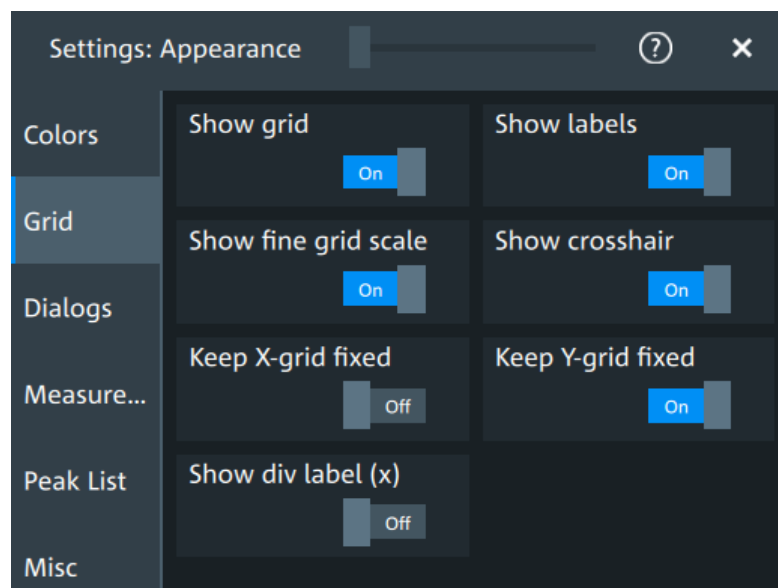 Settings: Appearance
?
Colors
Grid
Dialogs
Measure...
Peak List
Misc
Show grid
On
Show labels
On
Show fine grid scale
On
Show crosshair
On
Keep X-grid fixed
Off
Keep Y-grid fixed
On
Show div label (x)
Off